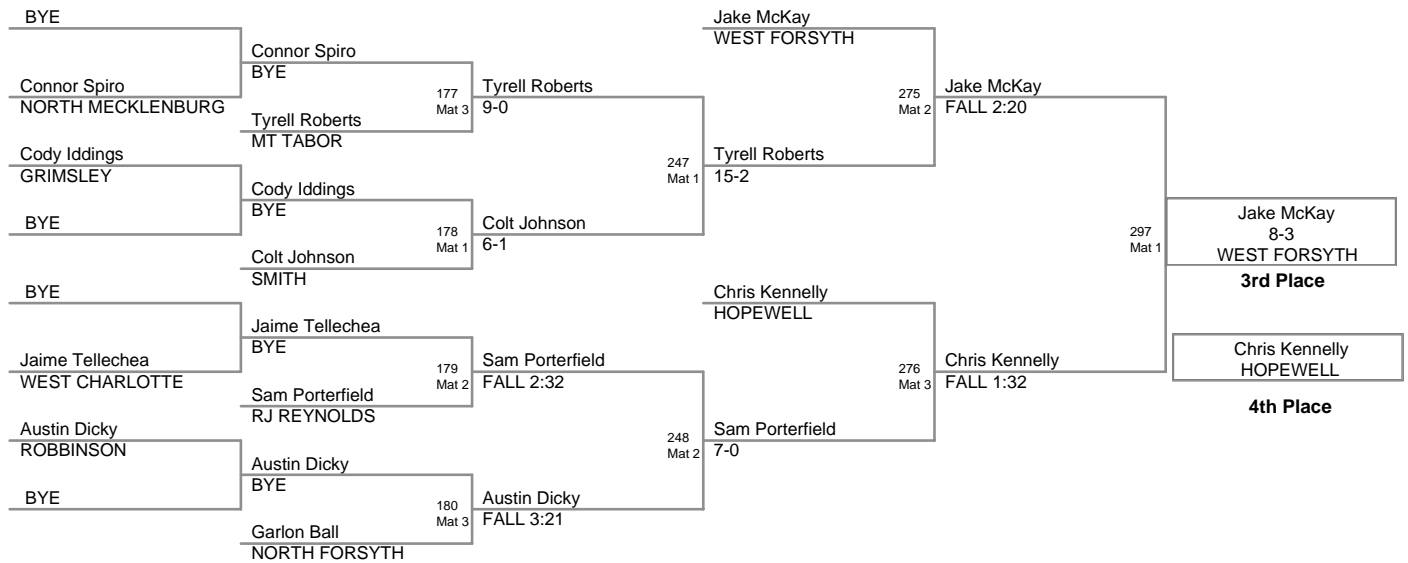 BYE
Connor Spiro
NORTH MECKLENBURG
Cody Iddings
GRIMSLEY
BYE
BYE
Jaime Tellechea
WEST CHARLOTTE
Austin Dicky
ROBBINSON
BYE
Connor Spiro
BYE
177
Mat 3
Tyrell Roberts
MT TABOR
Cody Iddings
BYE
178
Mat 1
Colt Johnson
SMITH
Jaime Tellechea
BYE
179
Mat 2
Sam Porterfield
RJ REYNOLDS
Austin Dicky
BYE
180
Mat 3
Garlon Ball
NORTH FORSYTH
Tyrell Roberts
9-0
247
Mat 1
Colt Johnson
6-1
Sam Porterfield
FALL 2:32
248
Mat 2
Austin Dicky
FALL 3:21
Jake McKay
WEST FORSYTH
275
Mat 2
Tyrell Roberts
15-2
Chris Kennelly
HOPEWELL
276
Mat 3
Sam Porterfield
7-0
Jake McKay
FALL 2:20
297
Mat 1
Chris Kennelly
FALL 1:32
Jake McKay
8-3
WEST FORSYTH
3rd Place
Chris Kennelly
HOPEWELL
4th Place